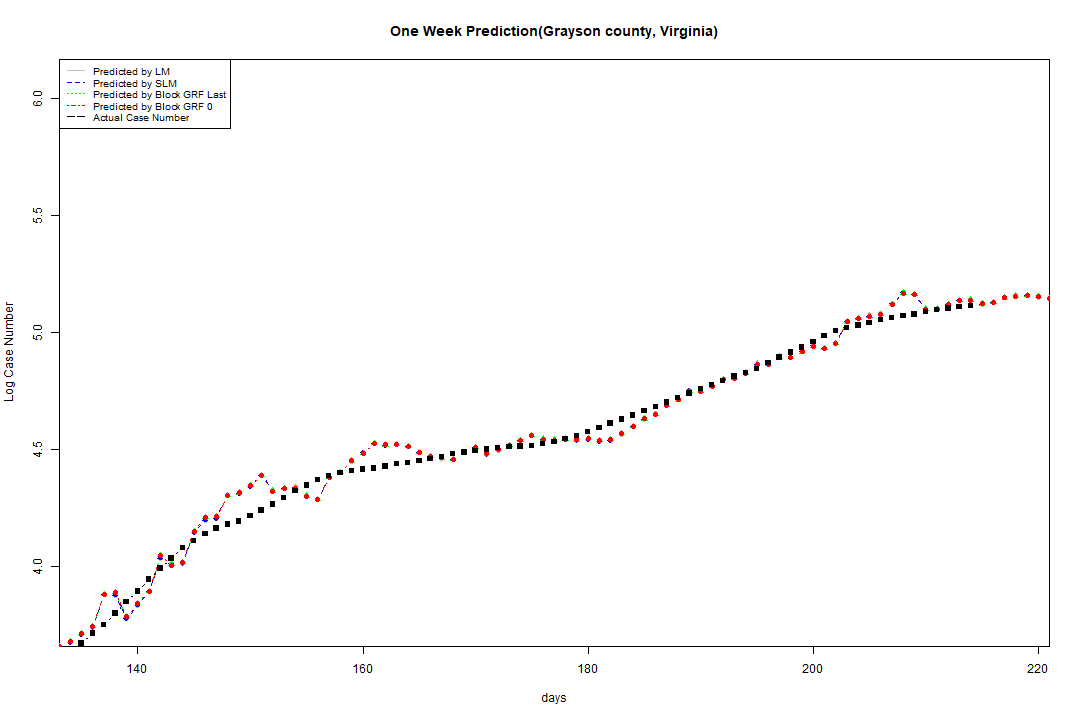 One Week Prediction(Grayson county, Virginia)
Predicted by LM
Predicted by SLM
Predicted by Block GRF Last
Predicted by Block GRF 0
Actual Case Number
6.0
5.5
5.0
4.5
4.0
Log Case Number
140 160 180 200 220
days